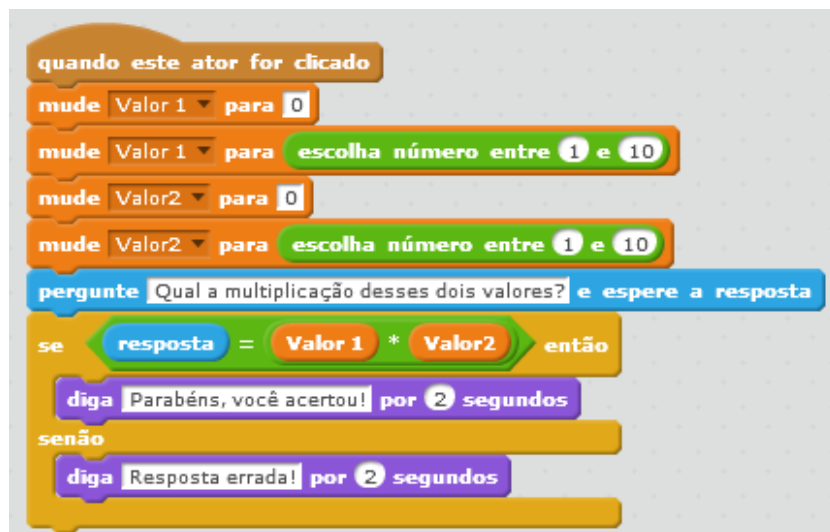 quando este ator for clicado
mude Valor 1 para 0
mude Valor 1 para escolha número entre 1 e 10
mude Valor2 para 0
mude Valor2 para escolha número entre 1 e 10
pergunte Qual a multiplicação desses dois valores? e espere a resposta
se resposta = Valor 1 * Valor2 então
diga Parabéns, você acertou! por 2 segundos
senão
diga Resposta errada! por 2 segundos